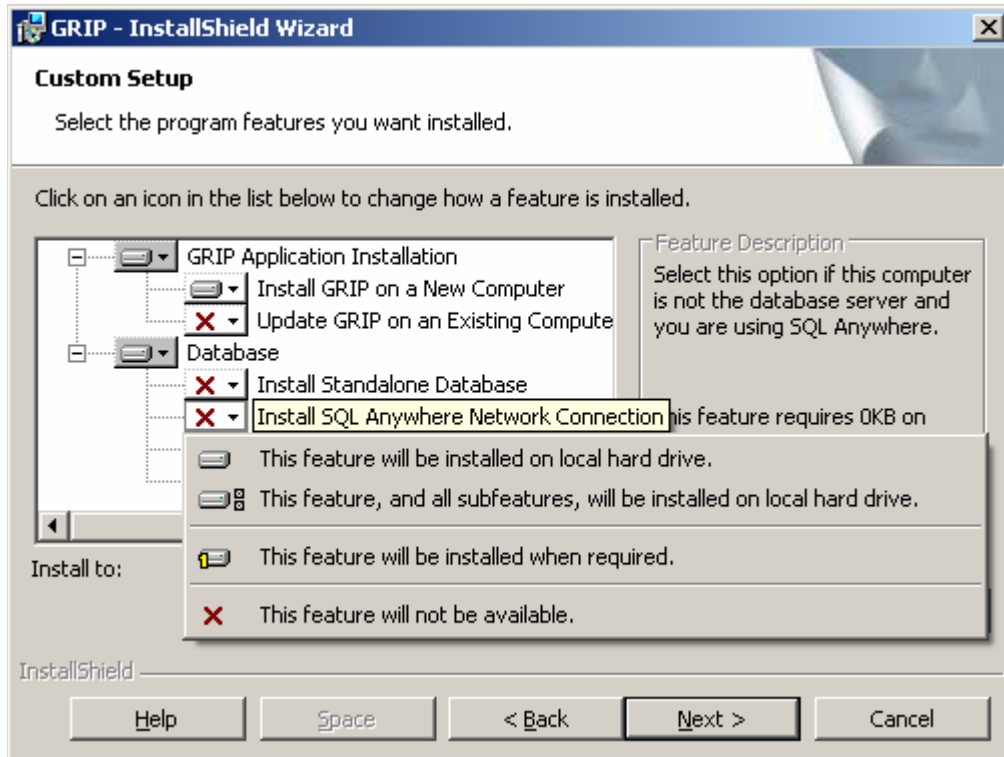 GRIP - InstallShield Wizard
Custom Setup
Select the program features you want installed.
Click on an icon in the list below to change how a feature is installed.
GRIP Application Installation
Install GRIP on a New Computer
Update GRIP on an Existing Compute
Database
Install Standalone Database
Install SQL Anywhere Network Connection
Feature Description
Select this option if this computer
is not the database server and
you are using SQL Anywhere.
his feature requires 0KB on
This feature will be installed on local hard drive.
This feature, and all subfeatures, will be installed on local hard drive.
This feature will be installed when required.
This feature will not be available.
Install to:
InstallShield
Help
Space
< Back
Next >
Cancel